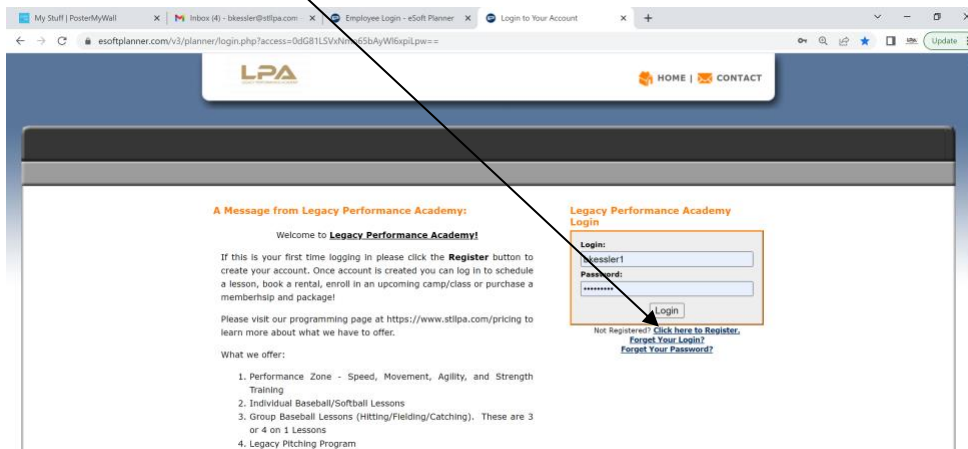 My Stuff | PosterMyWall
Inbox (4) - bkessler@stlpa.com
Employee Login - eSoft Planner
Login to Your Account
esoftplanner.com/v3/planner/login.php?access=
Update
LPA
HOME | CONTACT
A Message from Legacy Performance Academy:
Welcome to Legacy Performance Academy!
If this is your first time logging in please click the Register button to
create your account. Once account is created you can log in to schedule
a lesson, book a rental, enroll in an upcoming camp/class or purchase a
memberhsip and package!
Please visit our programming page at https://www.stllpa.com/pricing to
learn more about what we have to offer.
What we offer:
1. Performance Zone - Speed, Movement, Agility, and Strength
Training
2. Individual Baseball/Softball Lessons
3. Group Baseball Lessons (Hitting/Fielding/Catching). These are 3
or 4 on 1 Lessons
4. Legacy Pitching Program
Legacy Performance Academy
Login
Login:
bkessler1
Password:
Login
Not Registered? Click here to Register.
Forget Your Login?
Forget Your Password?